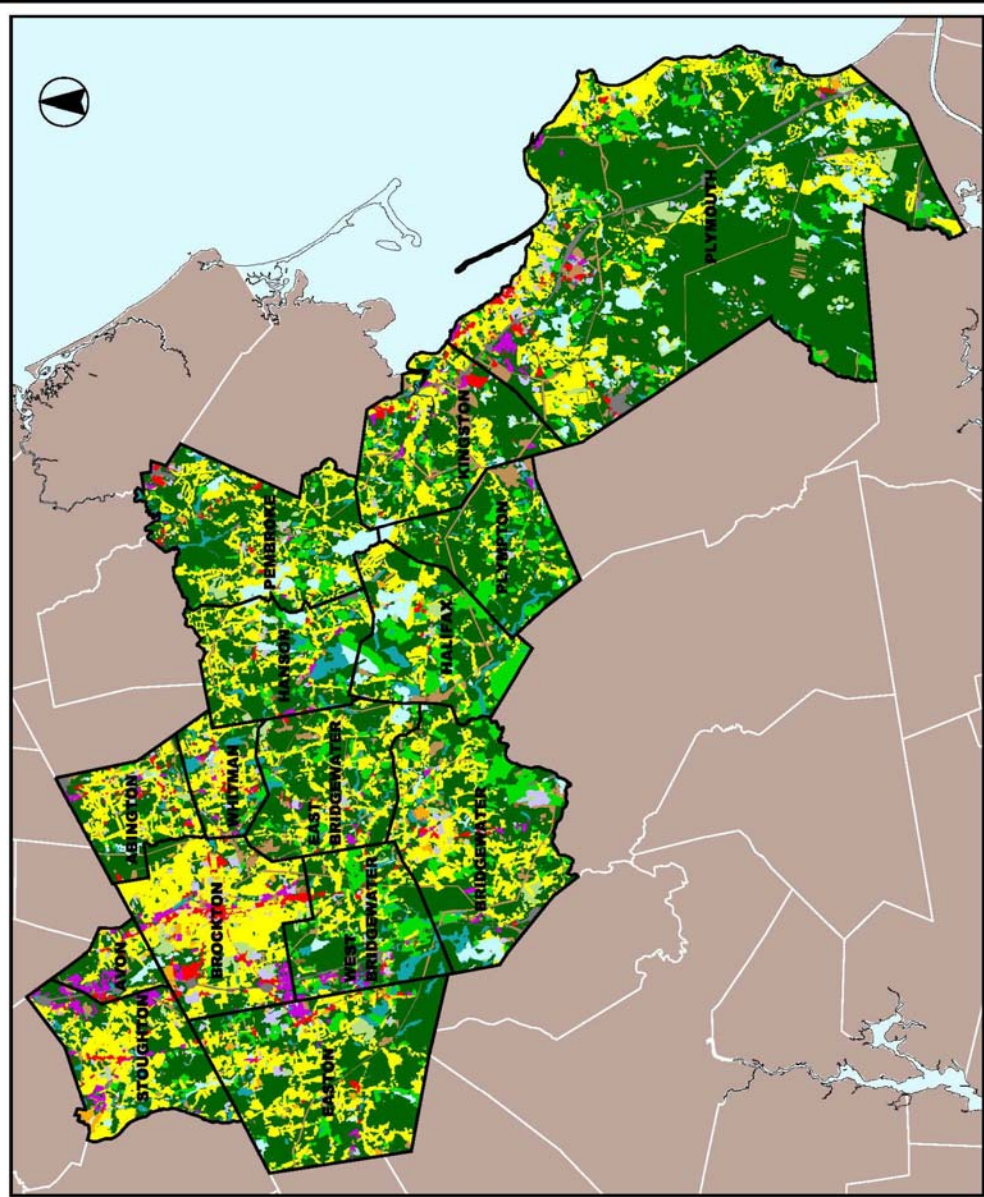 STOUGHTON
AVON
ABINGTON
BROCKTON
WHITMAN
EASTON
WEST
BRIDGEWATER
EAST
BRIDGEWATER
BRIDGEWATER
HANSON
PEMBROKE
HALIFAX
PLYMPTON
KINGSTON
PLYMOUTH